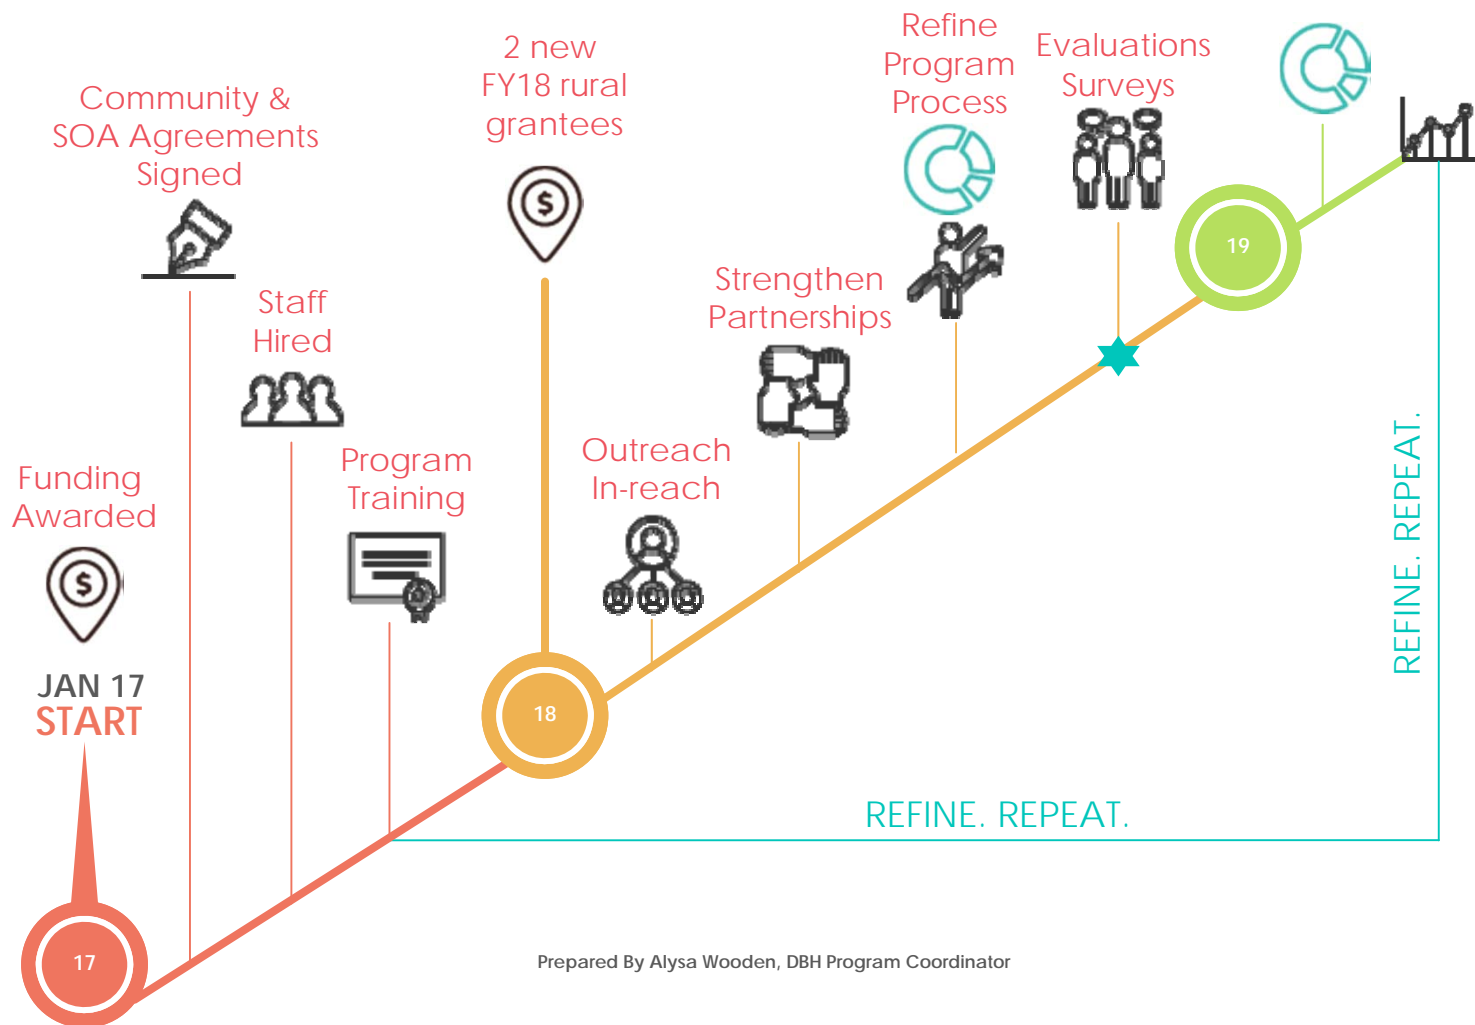 Funding
Awarded
JAN 17
START
17
Community &
SOA Agreements
Signed
Staff
Hired
Program
Training
2 new
FY18 rural
grantees
18
Outreach
In-reach
Strengthen
Partnerships
Refine
Program
Process
Evaluations
Surveys
19
REFINE. REPEAT.
REFINE. REPEAT.
Prepared By Alysa Wooden, DBH Program Coordinator